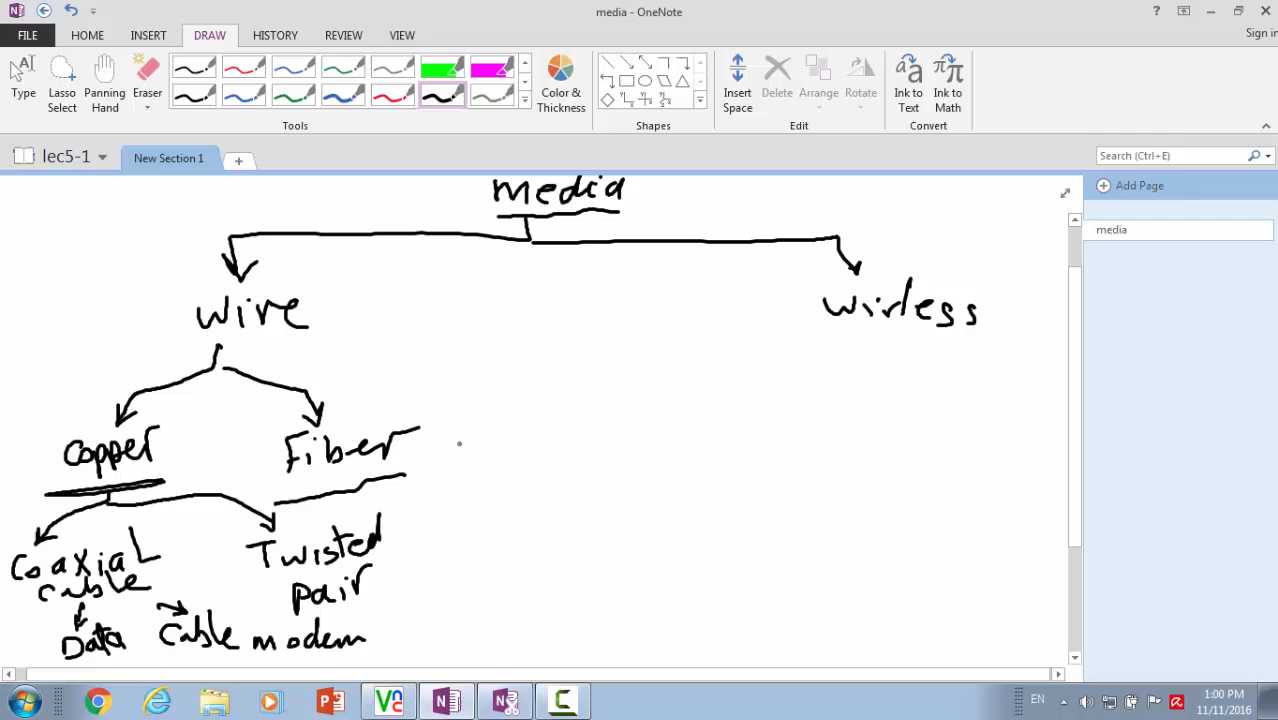 media - OneNote
? 
FILE HOME INSERT DRAW HISTORY REVIEW VIEW
Sign in
Type Lasso Select Panning Hand Eraser
Color & Thickness
Insert Space Delete Arrange Rotate
Ink to Text Ink to Math
Tools Shapes Edit Convert
lec5-1 New Section 1 +
Search (Ctrl+E)
Add Page
media
media
wire
wirless
Copper
Fiber
Coaxial cable
Twisted pair
Data
Cable modem
EN
1:00 PM
11/11/2016